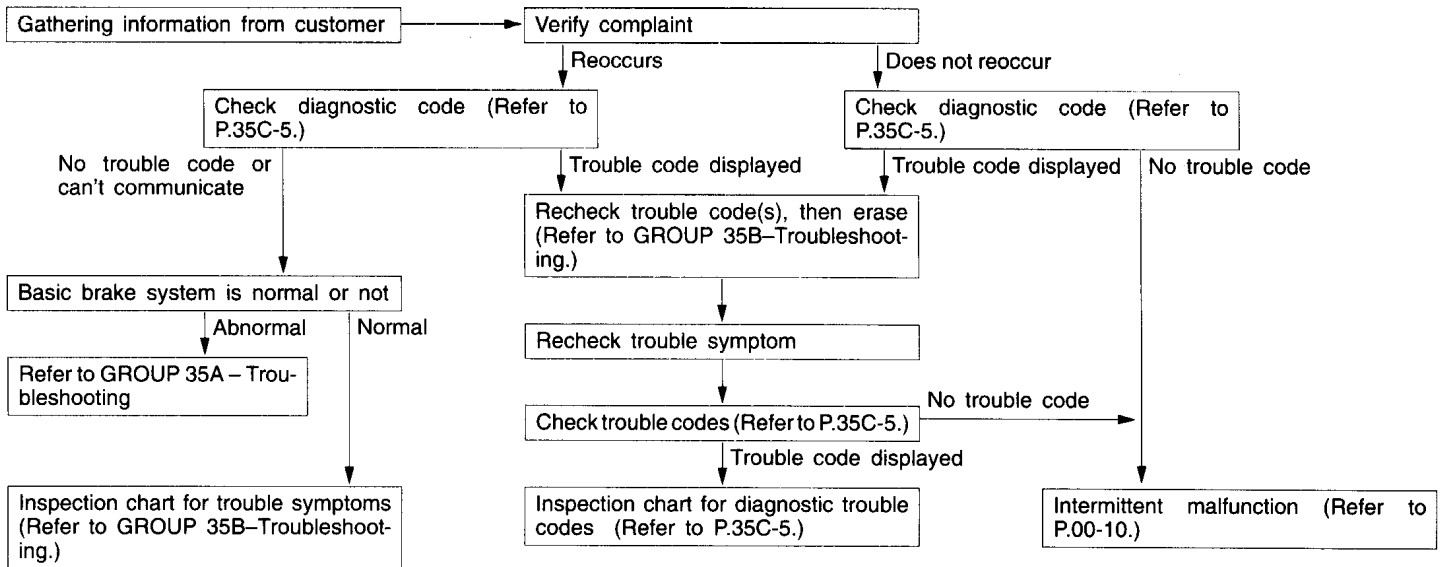 Gathering information from customer
Verify complaint
Reoccurs
Does not reoccur
Check diagnostic code (Refer to
P.35C-5.)
Check diagnostic code (Refer to
P.35C-5.)
No trouble code or
can't communicate
Trouble code displayed
Trouble code displayed
No trouble code
Recheck trouble code(s), then erase
(Refer to GROUP 35B–Troubleshoot-
ing.)
Basic brake system is normal or not
Abnormal
Normal
Recheck trouble symptom
Refer to GROUP 35A – Trou-
bleshooting
No trouble code
Check trouble codes (Refer to P.35C-5.)
Trouble code displayed
Inspection chart for trouble symptoms
(Refer to GROUP 35B–Troubleshoot-
ing.)
Inspection chart for diagnostic trouble
codes (Refer to P.35C-5.)
Intermittent malfunction (Refer to
P.00-10.)